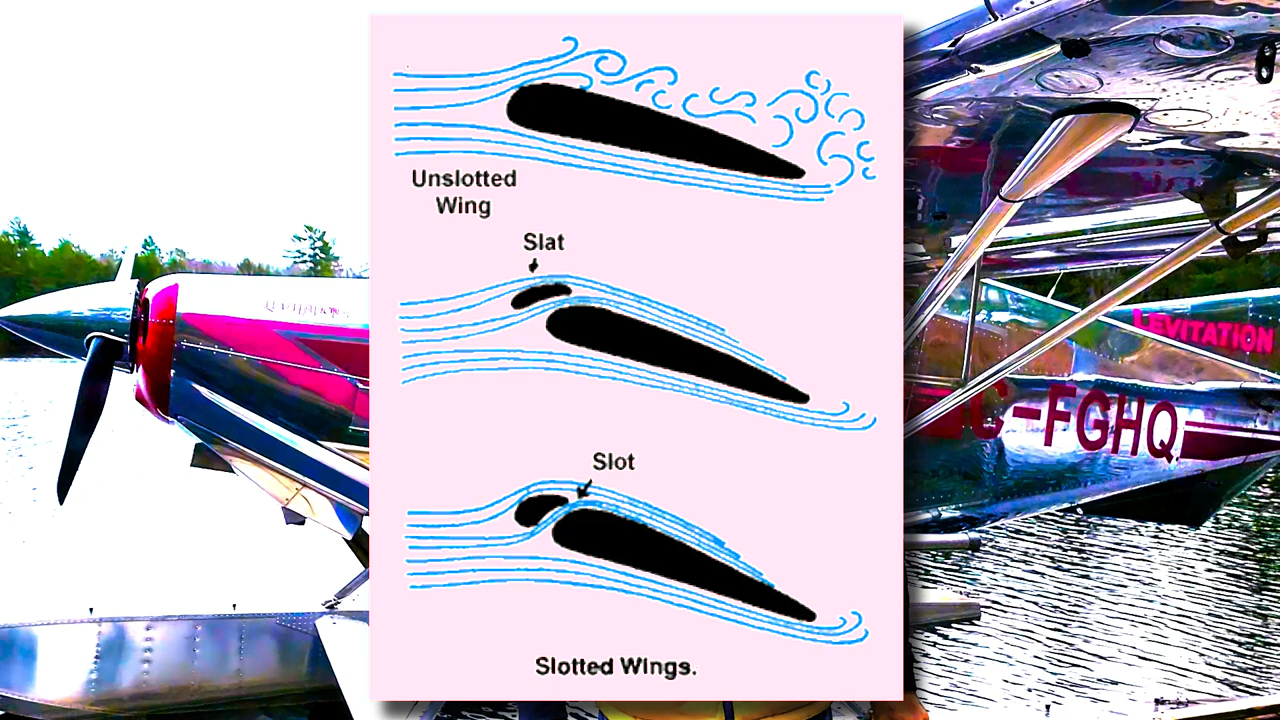 Unslotted
Wing
Slat
Slot
Slotted Wings.
LEVITATION
C-FGHQ